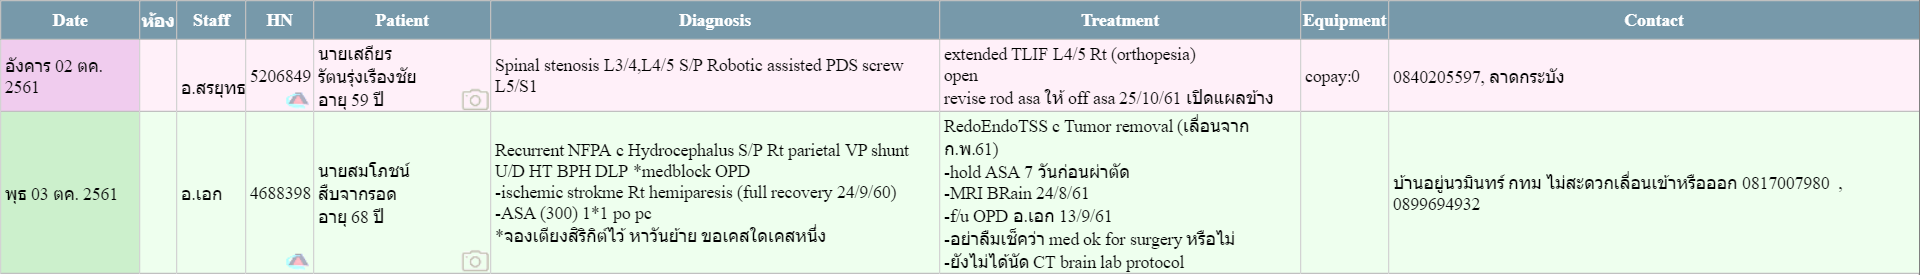 Date ห้อง Staff HN Patient Diagnosis Treatment Equipment Contact
อังคาร 02 ตค.
2561
อ.สรยุทธ
5206849
นายเสถียร
รัตนรุ่งเรืองชัย
อายุ 59 ปี
Spinal stenosis L3/4,L4/5 S/P Robotic assisted PDS screw
L5/S1
extended TLIF L4/5 Rt (orthopesia)
open
revise rod asa ให้ off asa 25/10/61 เปิดแผลข้าง
copay:0
0840205597, ลาดกระบัง
พุธ 03 ตค. 2561
อ.เอก
4688398
นายสมโภชน์
สืบจากรอด
อายุ 68 ปี
Recurrent NFPA c Hydrocephalus S/P Rt parietal VP shunt
U/D HT BPH DLP *medblock OPD
-ischemic strokme Rt hemiparesis (full recovery 24/9/60)
-ASA (300) 1*1 po pc
*จองเตียงสิริกิต์ไว้ หาวันย้าย ขอเคสใดเคสหนึ่ง
RedoEndoTSS c Tumor removal (เลื่อนจาก
ก.พ.61)
-hold ASA 7 วันก่อนผ่าตัด
-MRI BRain 24/8/61
-f/u OPD อ.เอก 13/9/61
-อย่าลืมเช็คว่า med ok for surgery หรือไม่
-ยังไม่ได้นัด CT brain lab protocol
บ้านอยู่นวมินทร์ กทม ไม่สะดวกเลื่อนเข้าหรือออก 0817007980 ,
0899694932